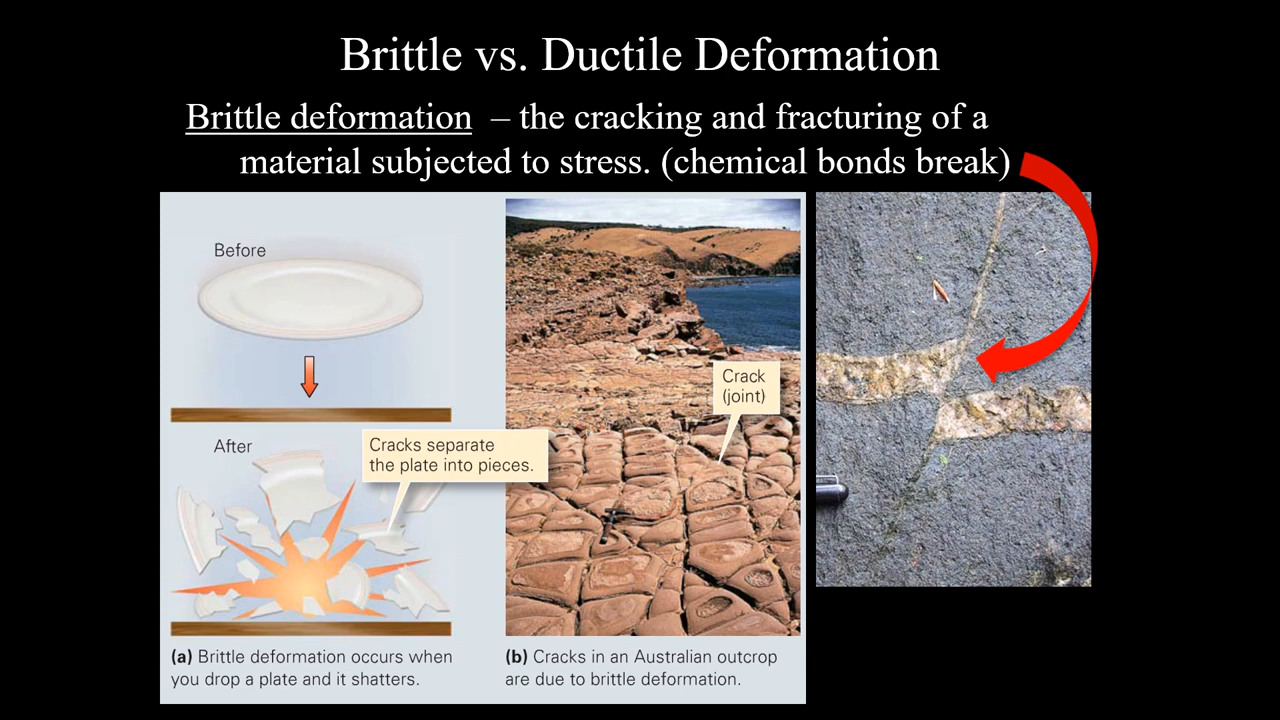 Brittle vs. Ductile Deformation
Brittle deformation – the cracking and fracturing of a
material subjected to stress. (chemical bonds break)
Before
After
Cracks separate
the plate into pieces.
(a) Brittle deformation occurs when
you drop a plate and it shatters.
Crack
(joint)
(b) Cracks in an Australian outcrop
are due to brittle deformation.